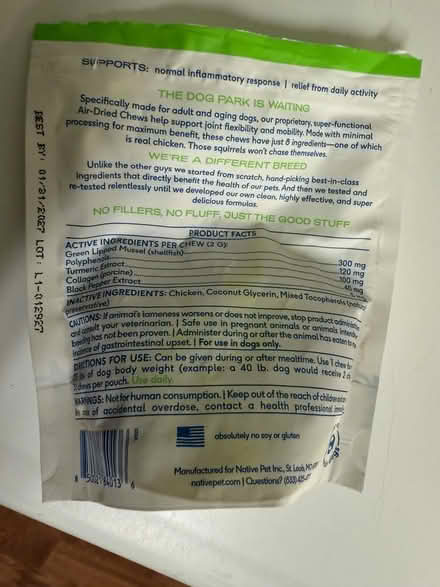 SUPPORTS: normal inflammatory response | relief from daily activity
THE DOG PARK IS WAITING
Specifically made for adult and aging dogs, our proprietary, super-functional
Air-Dried Chews help support joint flexibility and mobility. Made with minimal
processing for maximum benefit, these chews have just 8 ingredients—one of which
is real chicken. Those squirrels won't chase themselves.
WE'RE A DIFFERENT BREED
Unlike the other guys we started from scratch, hand-picking best-in-class
ingredients that directly benefit the health of our pets. And then we tested and
re-tested relentlessly until we developed our own clean, highly effective, and super
delicious formulas.
NO FILLERS, NO FLUFF, JUST THE GOOD STUFF
PRODUCT FACTS
ACTIVE INGREDIENTS PER CHEW (2 G):
Green Lipped Mussel (shellfish) 300 mg
Polyphenols 120 mg
Turmeric Extract 100 mg
Collagen (porcine)
Black Pepper Extract
INACTIVE INGREDIENTS: Chicken, Coconut Glycerin, Mixed Tocopherols
preservative)
CAUTIONS: If animal's lameness worsens or does not improve, stop product
and consult your veterinarian. | Safe use in pregnant animals or animals
breeding has not been proven. | Administer during or after the animal has eaten to
incidence of gastrointestinal upset. | For use in dogs only.
DIRECTIONS FOR USE: Can be given during or after mealtime. Use 1 chew
lbs of dog body weight (example: a 40 lb. dog would receive 2
chews per pouch. Use daily.
WARNINGS: Not for human consumption. | Keep out of the reach of children
of accidental overdose, contact a health professional
absolutely no soy or gluten
Manufactured for Native Pet Inc., St. Louis, MO
nativepet.com | Questions? (833)
BEST BY: 01/31/2027 LOT: L1-012927